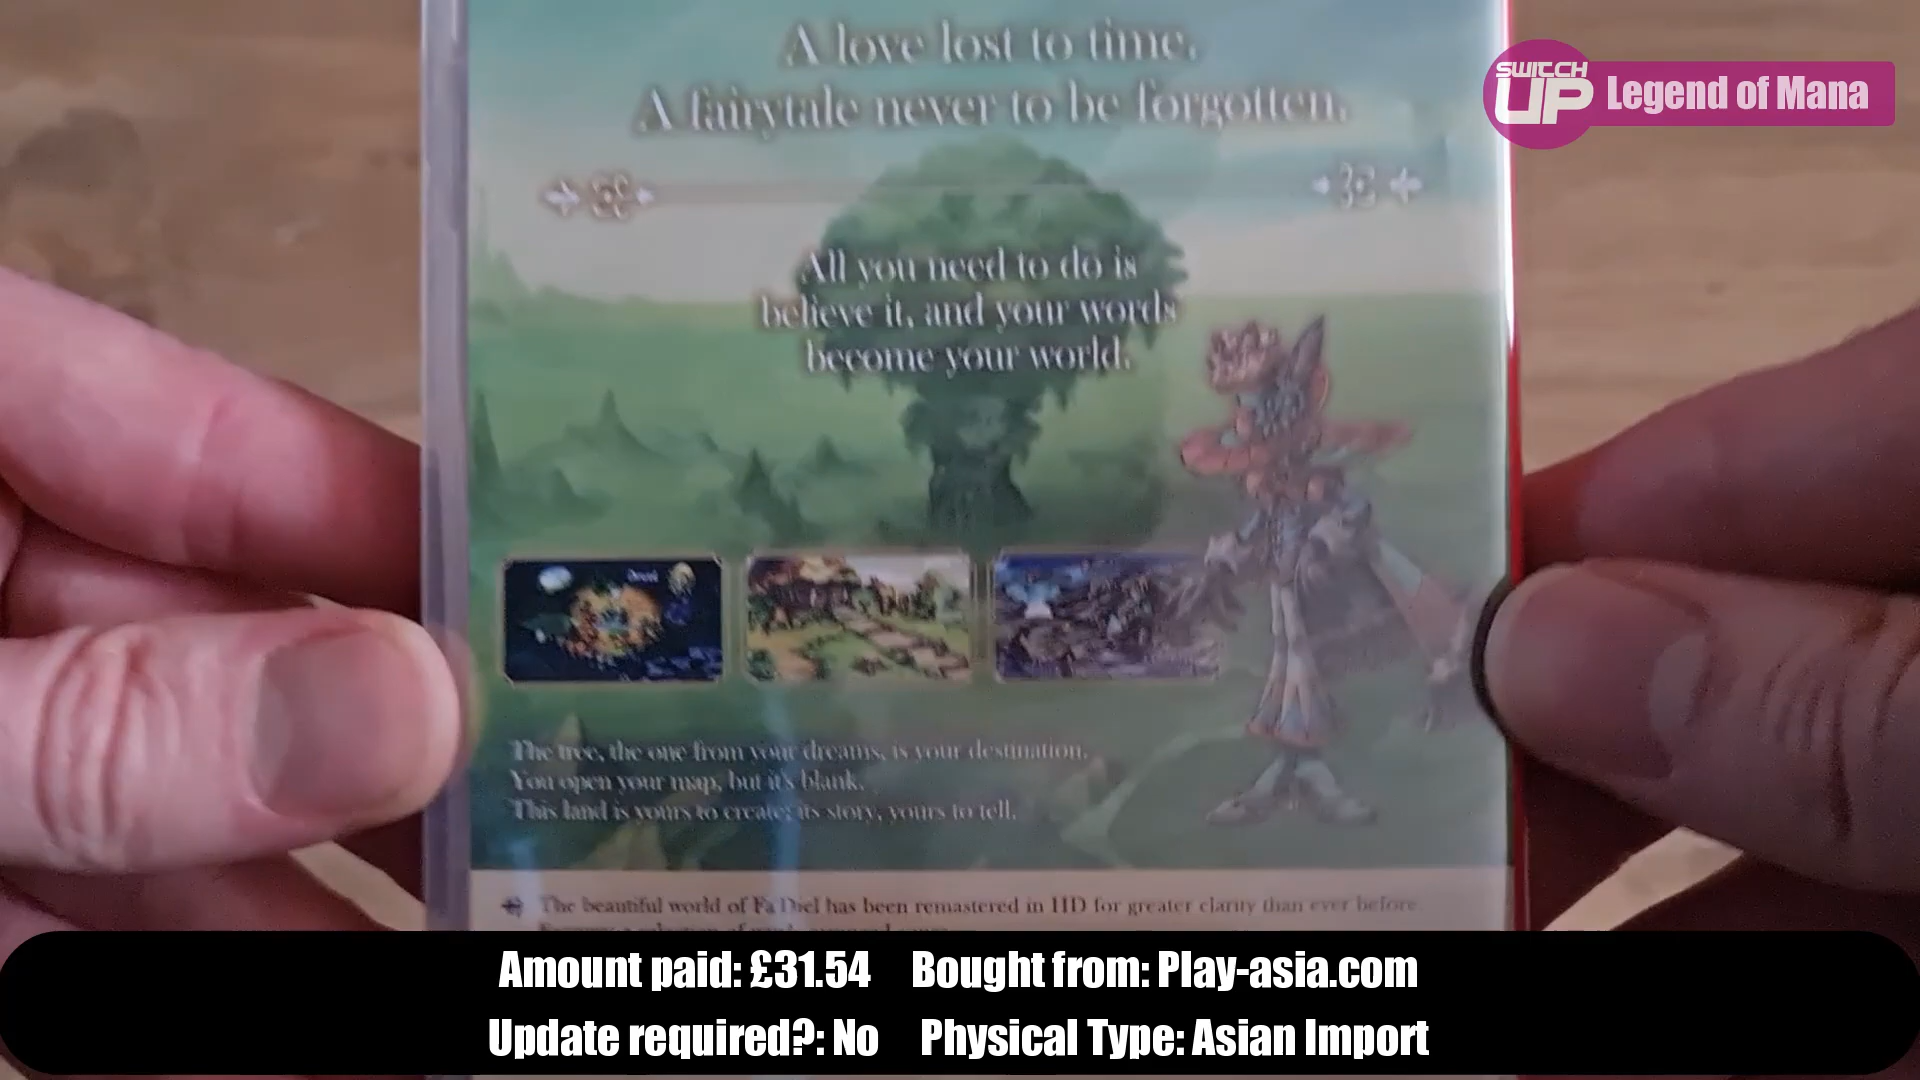 A love lost to time.
A fairytale never to be forgotten.
SWITCH
UP
Legend of Mana
All you need to do is
believe it, and your words
become your world.
The tree, the one from your dreams, is your destination.
You open your map, but it's blank.
This land is yours to create; its story, yours to tell.
The beautiful world of Fa'Diel has been remastered in HD for greater clarity than ever before.
Amount paid: £31.54 Bought from: Play-asia.com
Update required?: No Physical Type: Asian Import